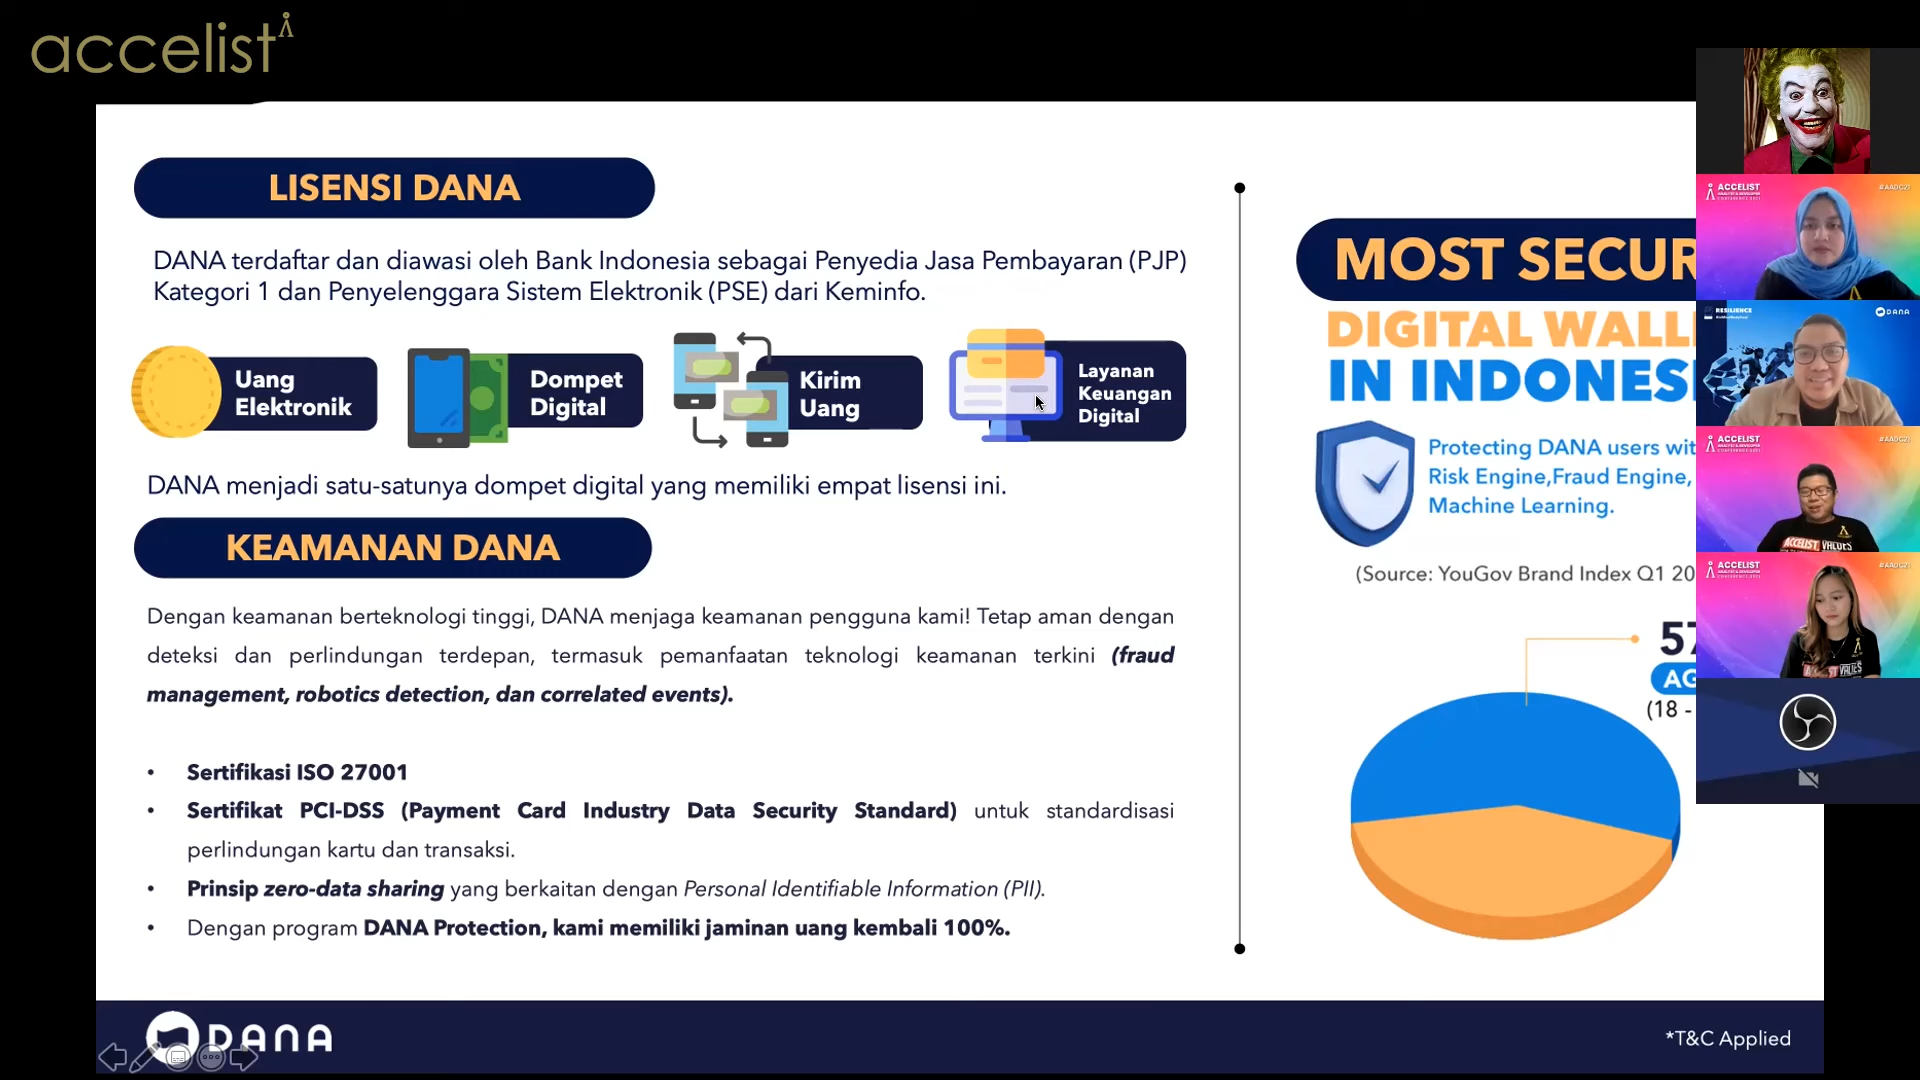 accelist
LISENSI DANA
DANA terdaftar dan diawasi oleh Bank Indonesia sebagai Penyedia Jasa Pembayaran (PJP)
Kategori 1 dan Penyelenggara Sistem Elektronik (PSE) dari Keminfo.
Uang
Elektronik
Dompet
Digital
Kirim
Uang
Layanan
Keuangan
Digital
DANA menjadi satu-satunya dompet digital yang memiliki empat lisensi ini.
KEAMANAN DANA
Dengan keamanan berteknologi tinggi, DANA menjaga keamanan pengguna kami! Tetap aman dengan
deteksi dan perlindungan terdepan, termasuk pemanfaatan teknologi keamanan terkini (fraud
management, robotics detection, dan correlated events).
• Sertifikasi ISO 27001
• Sertifikat PCI-DSS (Payment Card Industry Data Security Standard) untuk standardisasi
perlindungan kartu dan transaksi.
• Prinsip zero-data sharing yang berkaitan dengan Personal Identifiable Information (PII).
• Dengan program DANA Protection, kami memiliki jaminan uang kembali 100%.
MOST SECUR
DIGITAL WALL
IN INDONES
Protecting DANA users wit
Risk Engine,Fraud Engine,
Machine Learning.
(Source: YouGov Brand Index Q1 20
57
AG
(18 -
DANA
*T&C Applied
ACCELIST
#AADC21
RESILIENCE
DANA
ACCELIST
#AADC21
ACCELIST VALUES
ACCELIST
#AADC21